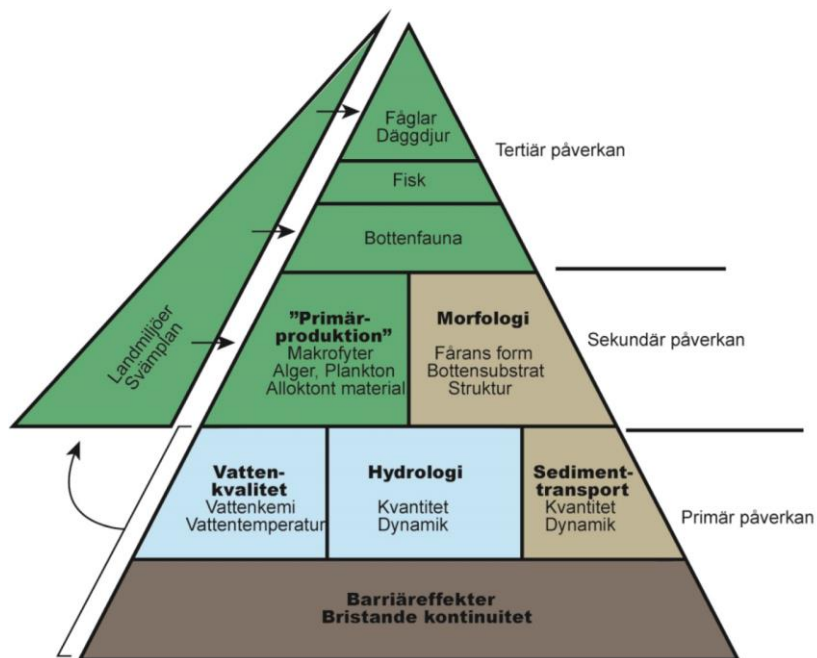 Fåglar
Däggdjur
Tertiär påverkan
Fisk
Bottenfauna
Landmiljöer
Svämplan
”Primär-
produktion”
Makrofyter
Alger, Plankton
Alloktont material
Morfologi
Fårans form
Bottensubstrat
Struktur
Sekundär påverkan
Vatten-
kvalitet
Vattenkemi
Vattentemperatur
Hydrologi
Kvantitet
Dynamik
Sediment-
transport
Kvantitet
Dynamik
Primär påverkan
Barriäreffekter
Bristande kontinuitet